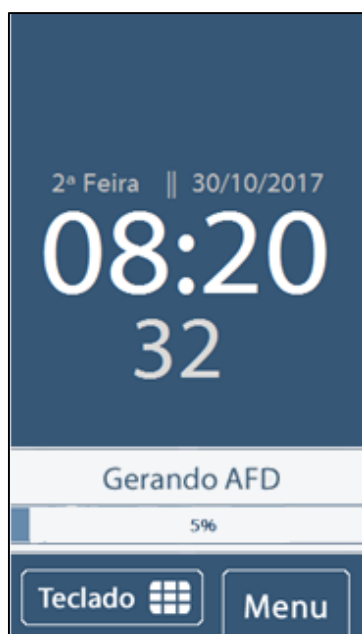 2ª Feira || 30/10/2017
08:20
32
Gerando AFD
5%
Teclado Menu